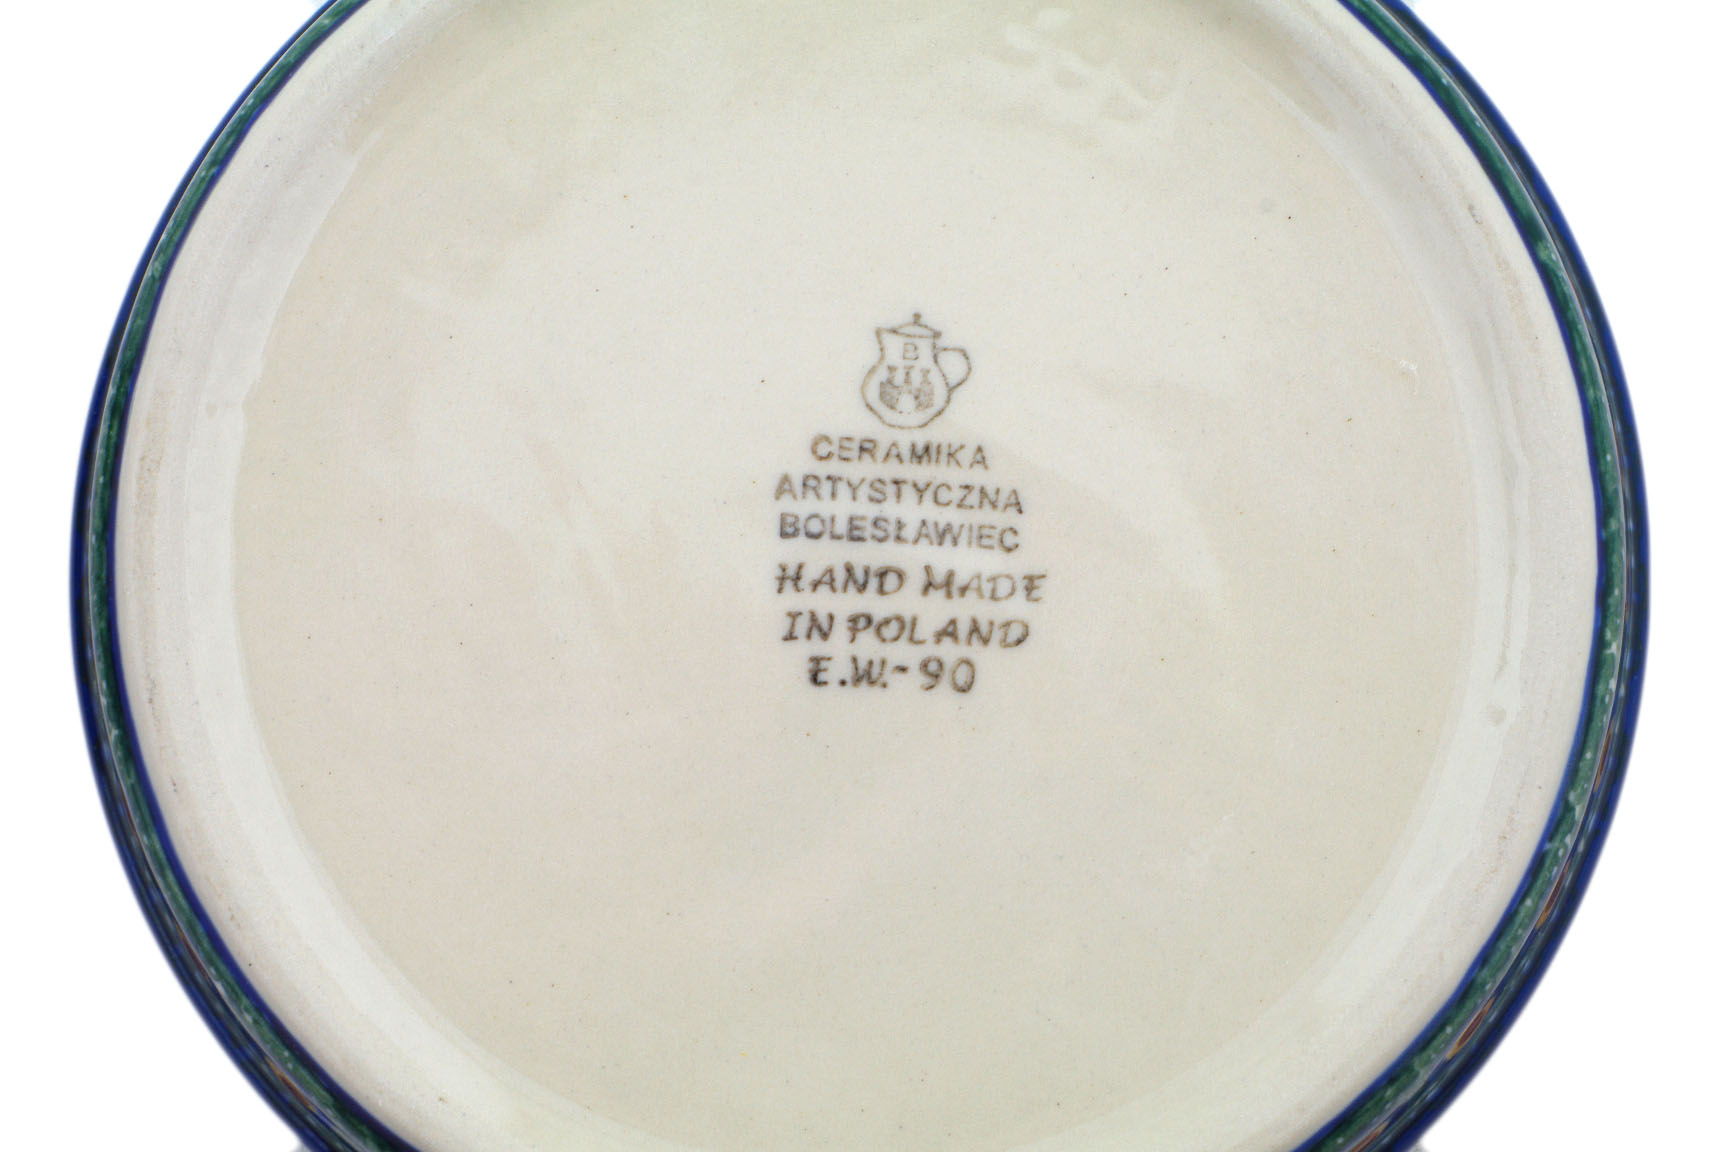 B
CERAMIKA
ARTYSTYCZNA
BOLESŁAWIEC
HAND MADE
IN POLAND
E.W.-90